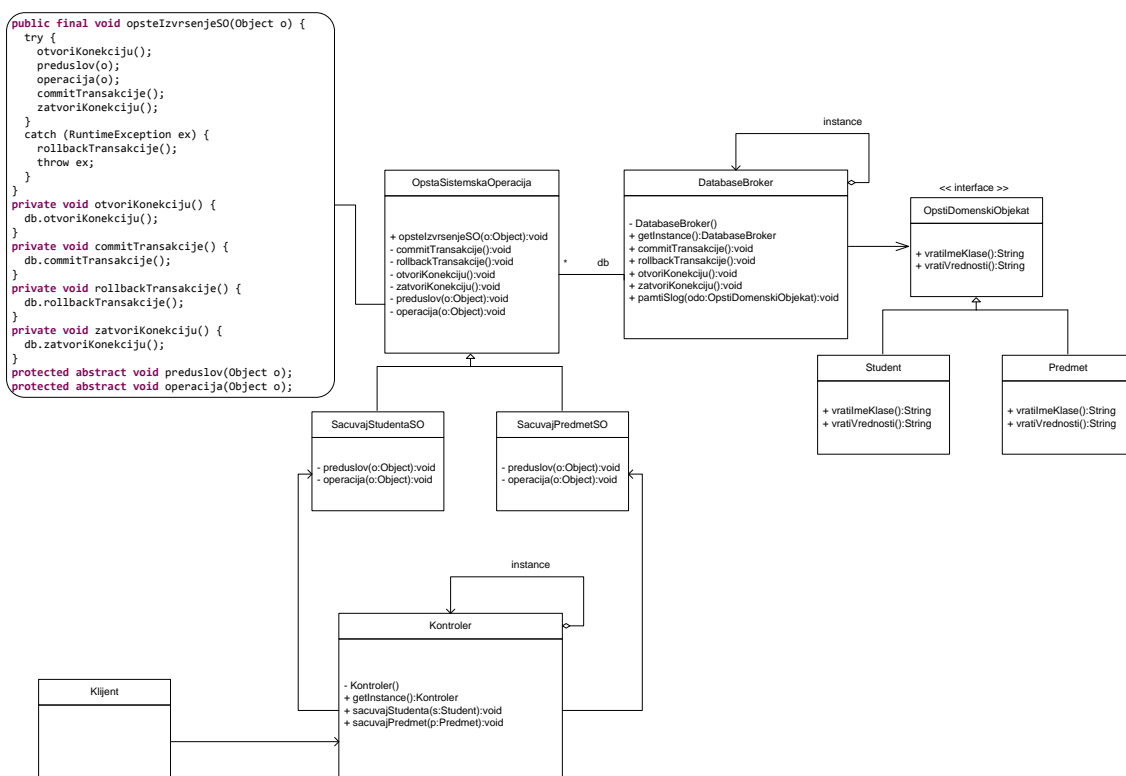 public final void opsteIzvrsenjeSO(Object o) {
try {
otvoriKonekciju();
preduslov(o);
operacija(o);
commitTransakcije();
zatvoriKonekciju();
}
catch (RuntimeException ex) {
rollbackTransakcije();
throw ex;
}
}
private void otvoriKonekciju() {
db.otvoriKonekciju();
}
private void commitTransakcije() {
db.commitTransakcije();
}
private void rollbackTransakcije() {
db.rollbackTransakcije();
}
private void zatvoriKonekciju() {
db.zatvoriKonekciju();
}
protected abstract void preduslov(Object o);
protected abstract void operacija(Object o);
OpstaSistemskaOperacija
+ opsteIzvrsenjeSO(o:Object):void
- commitTransakcije():void
- rollbackTransakcije():void
- otvoriKonekciju():void
- zatvoriKonekciju():void
- preduslov(o:Object):void
- operacija(o:Object):void
* db
instance
DatabaseBroker
- DatabaseBroker()
+ getInstance():DatabaseBroker
+ commitTransakcije():void
+ rollbackTransakcije():void
+ otvoriKonekciju():void
+ zatvoriKonekciju():void
+ pamtiSlog(odo:OpstiDomenskiObjekat):void
<< interface >>
OpstiDomenskiObjekat
+ vratiImeKlase():String
+ vratiVrednosti():String
Student
+ vratiImeKlase():String
+ vratiVrednosti():String
Predmet
+ vratiImeKlase():String
+ vratiVrednosti():String
SacuvajStudentaSO
- preduslov(o:Object):void
- operacija(o:Object):void
SacuvajPredmetSO
- preduslov(o:Object):void
- operacija(o:Object):void
instance
Kontroler
- Kontroler()
+ getInstance():Kontroler
+ sacuvajStudenta(s:Student):void
+ sacuvajPredmet(p:Predmet):void
Klijent